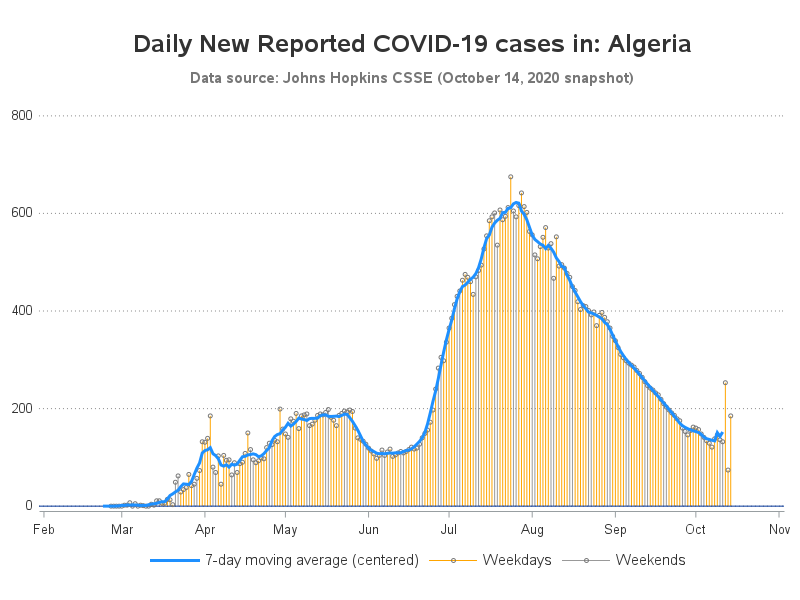 Daily New Reported COVID-19 cases in: Algeria
Data source: Johns Hopkins CSSE (October 14, 2020 snapshot)
800
600
400
200
0
Feb Mar Apr May Jun Jul Aug Sep Oct Nov
7-day moving average (centered) Weekdays Weekends